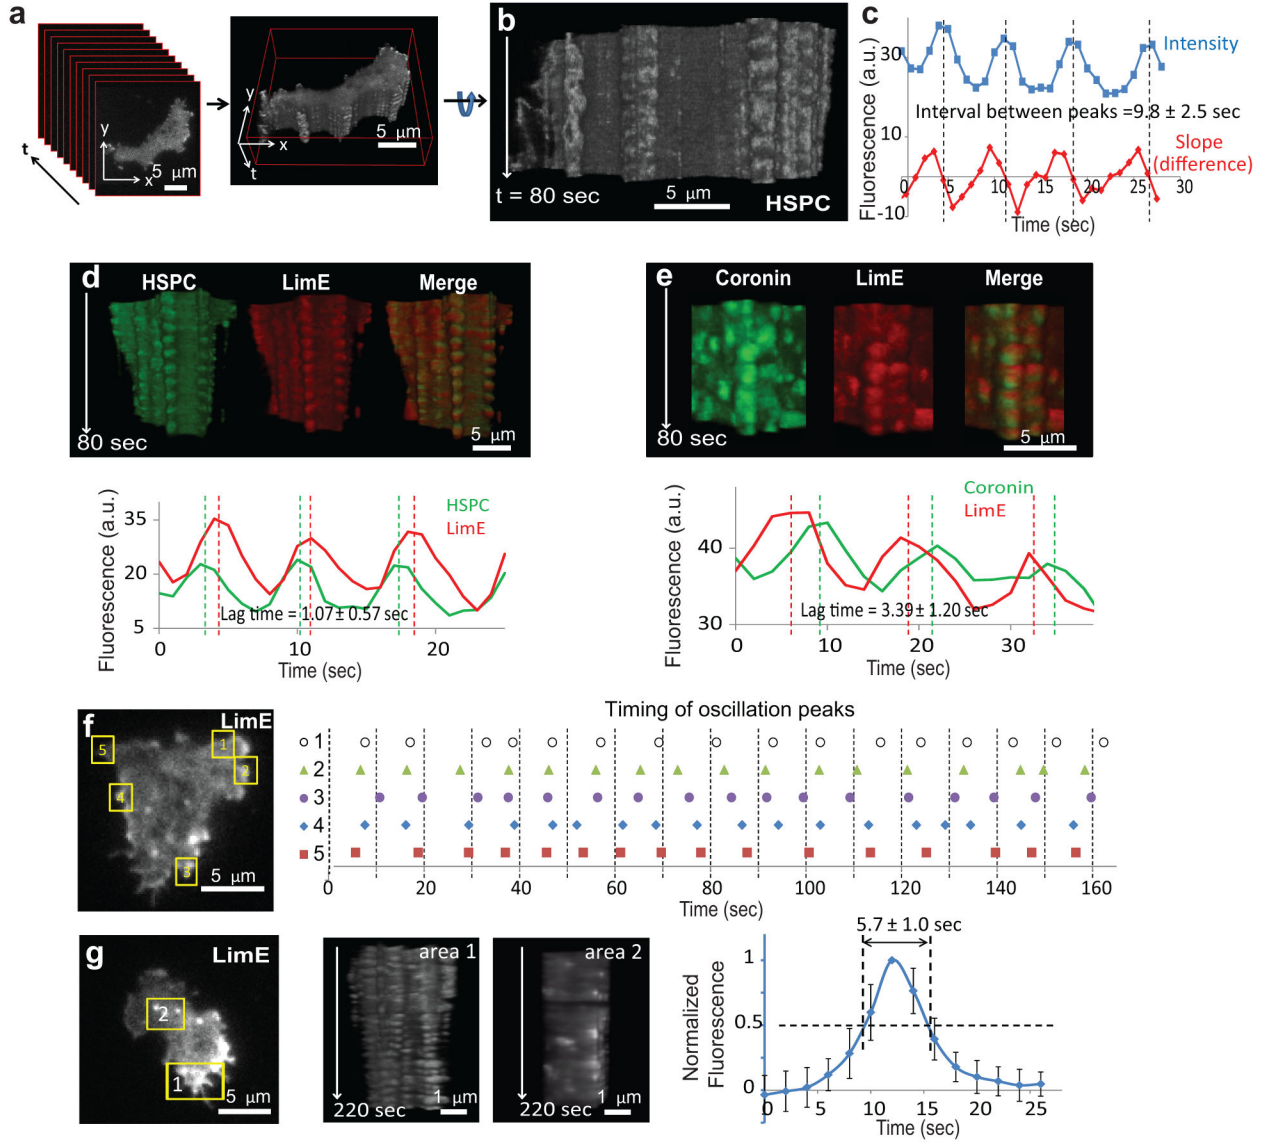 a
t
y
x
5 μm
y
x
t
5 μm
b
t = 80 sec
5 μm
HSPC
c
Fluorescence (a.u.)
30
10
-10
Intensity
Interval between peaks =9.8 ± 2.5 sec
Slope
(difference)
0 5 10 15 20 25 30
Time (sec)
d
HSPC LimE Merge
80 sec
5 μm
Fluorescence (a.u.)
35
20
5
HSPC
LimE
Lag time = 1.07 ± 0.57 sec
0 10 20
Time (sec)
e
Coronin LimE Merge
80 sec
5 μm
Fluorescence (a.u.)
40
30
Coronin
LimE
Lag time = 3.39 ± 1.20 sec
0 10 20 30
Time (sec)
f
LimE
5
1
2
4
3
5 μm
Timing of oscillation peaks
1
2
3
4
5
0 20 40 60 80 100 120 140 160
Time (sec)
g
LimE
2
1
5 μm
area 1
220 sec
1 μm
area 2
220 sec
1 μm
5.7 ± 1.0 sec
Normalized
Fluorescence
1
0.5
0
0 5 10 15 20 25
Time (sec)